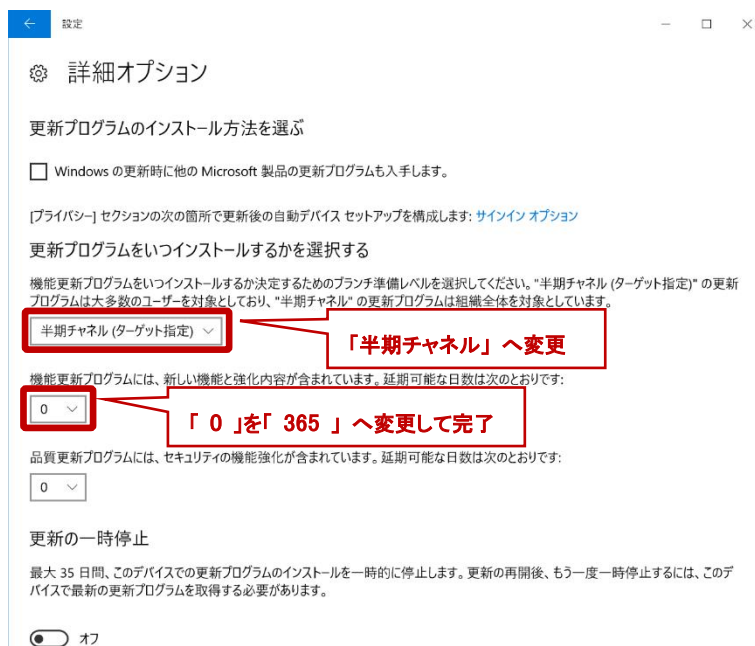 設定
詳細オプション
更新プログラムのインストール方法を選ぶ
Windows の更新時に他の Microsoft 製品の更新プログラムも入手します。
[プライバシー] セクションの次の箇所で更新後の自動デバイス セットアップを構成します: サインイン オプション
更新プログラムをいつインストールするかを選択する
機能更新プログラムをいつインストールするか決定するためのブランチ準備レベルを選択してください。"半期チャネル (ターゲット指定)" の更新
プログラムは大多数のユーザーを対象としており、"半期チャネル" の更新プログラムは組織全体を対象としています。
半期チャネル (ターゲット指定)
「半期チャネル」へ変更
機能更新プログラムには、新しい機能と強化内容が含まれています。延期可能な日数は次のとおりです:
0
「 0 」を「 365 」 へ変更して完了
品質更新プログラムには、セキュリティの機能強化が含まれています。延期可能な日数は次のとおりです:
0
更新の一時停止
最大 35 日間、このデバイスでの更新プログラムのインストールを一時的に停止します。更新の再開後、もう一度一時停止するには、このデ
バイスで最新の更新プログラムを取得する必要があります。
オフ